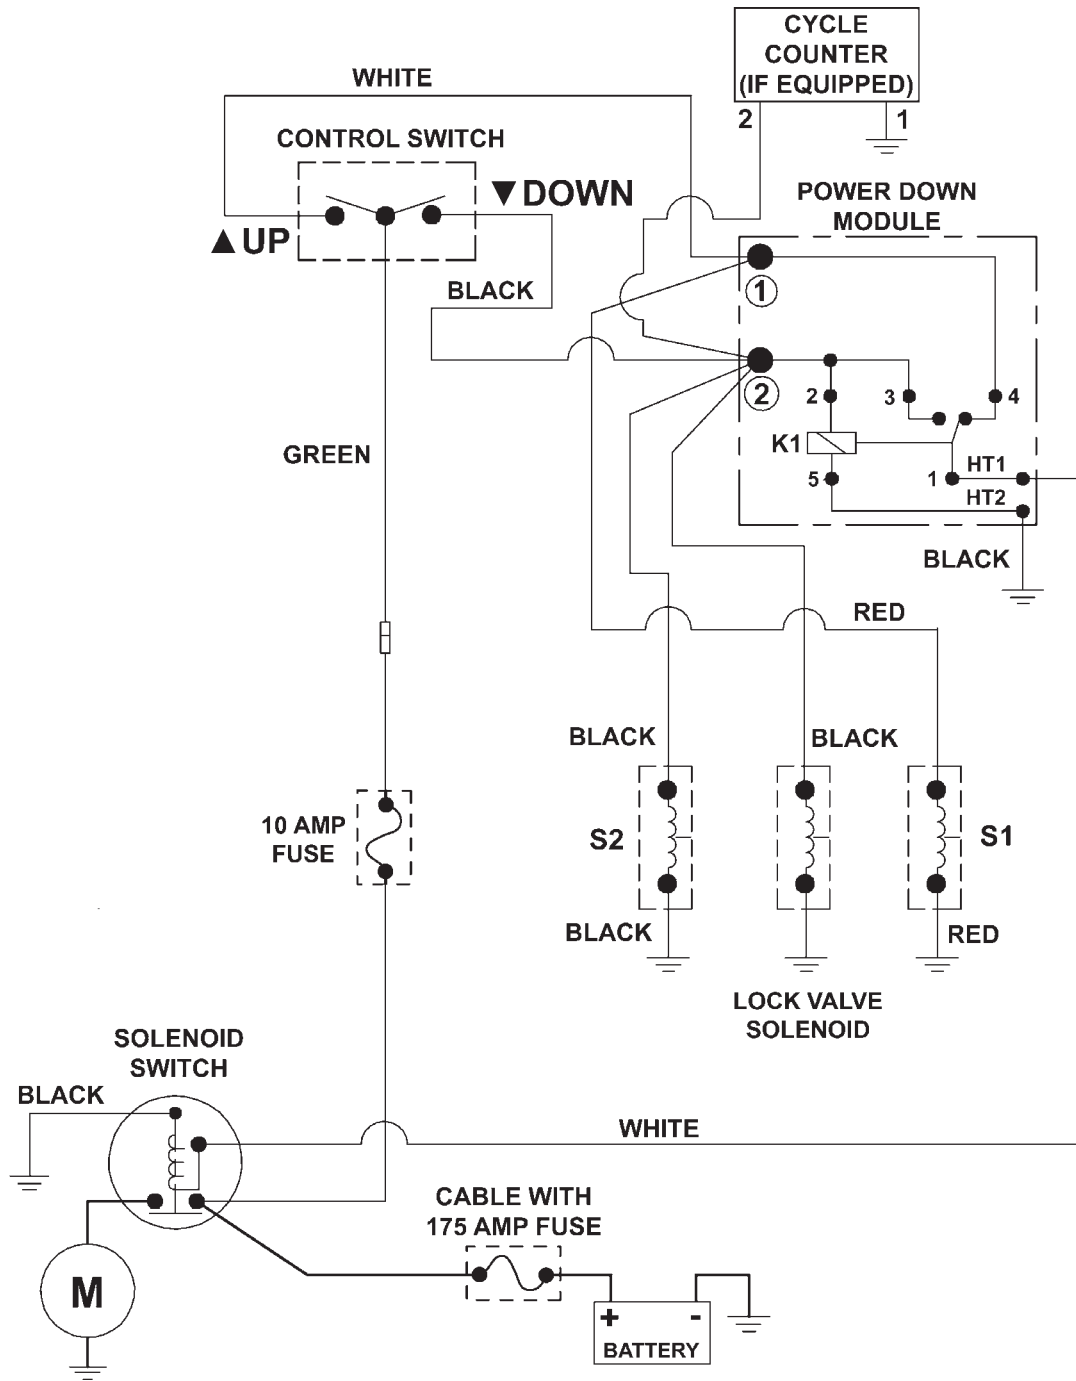 CYCLE
COUNTER
(IF EQUIPPED)
2
1
WHITE
CONTROL SWITCH
▼DOWN
▲UP
POWER DOWN
MODULE
BLACK
1
2
2
3
4
K1
5
1
HT1
HT2
GREEN
BLACK
RED
BLACK
BLACK
10 AMP
FUSE
S2
S1
BLACK
RED
LOCK VALVE
SOLENOID
SOLENOID
SWITCH
BLACK
WHITE
CABLE WITH
175 AMP FUSE
M
+ -
BATTERY